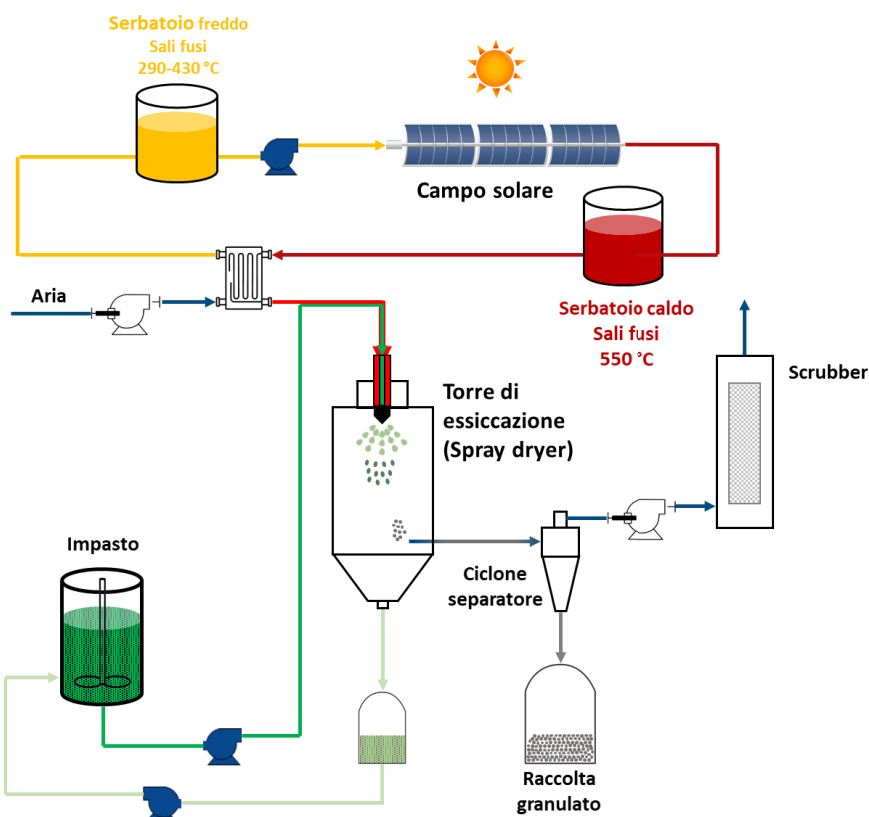 Serbatoio freddo
Sali fusi
290-430 °C
Campo solare
Aria
Serbatoio caldo
Sali fusi
550 °C
Scrubber
Torre di
essiccazione
(Spray dryer)
Impasto
Ciclone
separatore
Raccolta
granulato